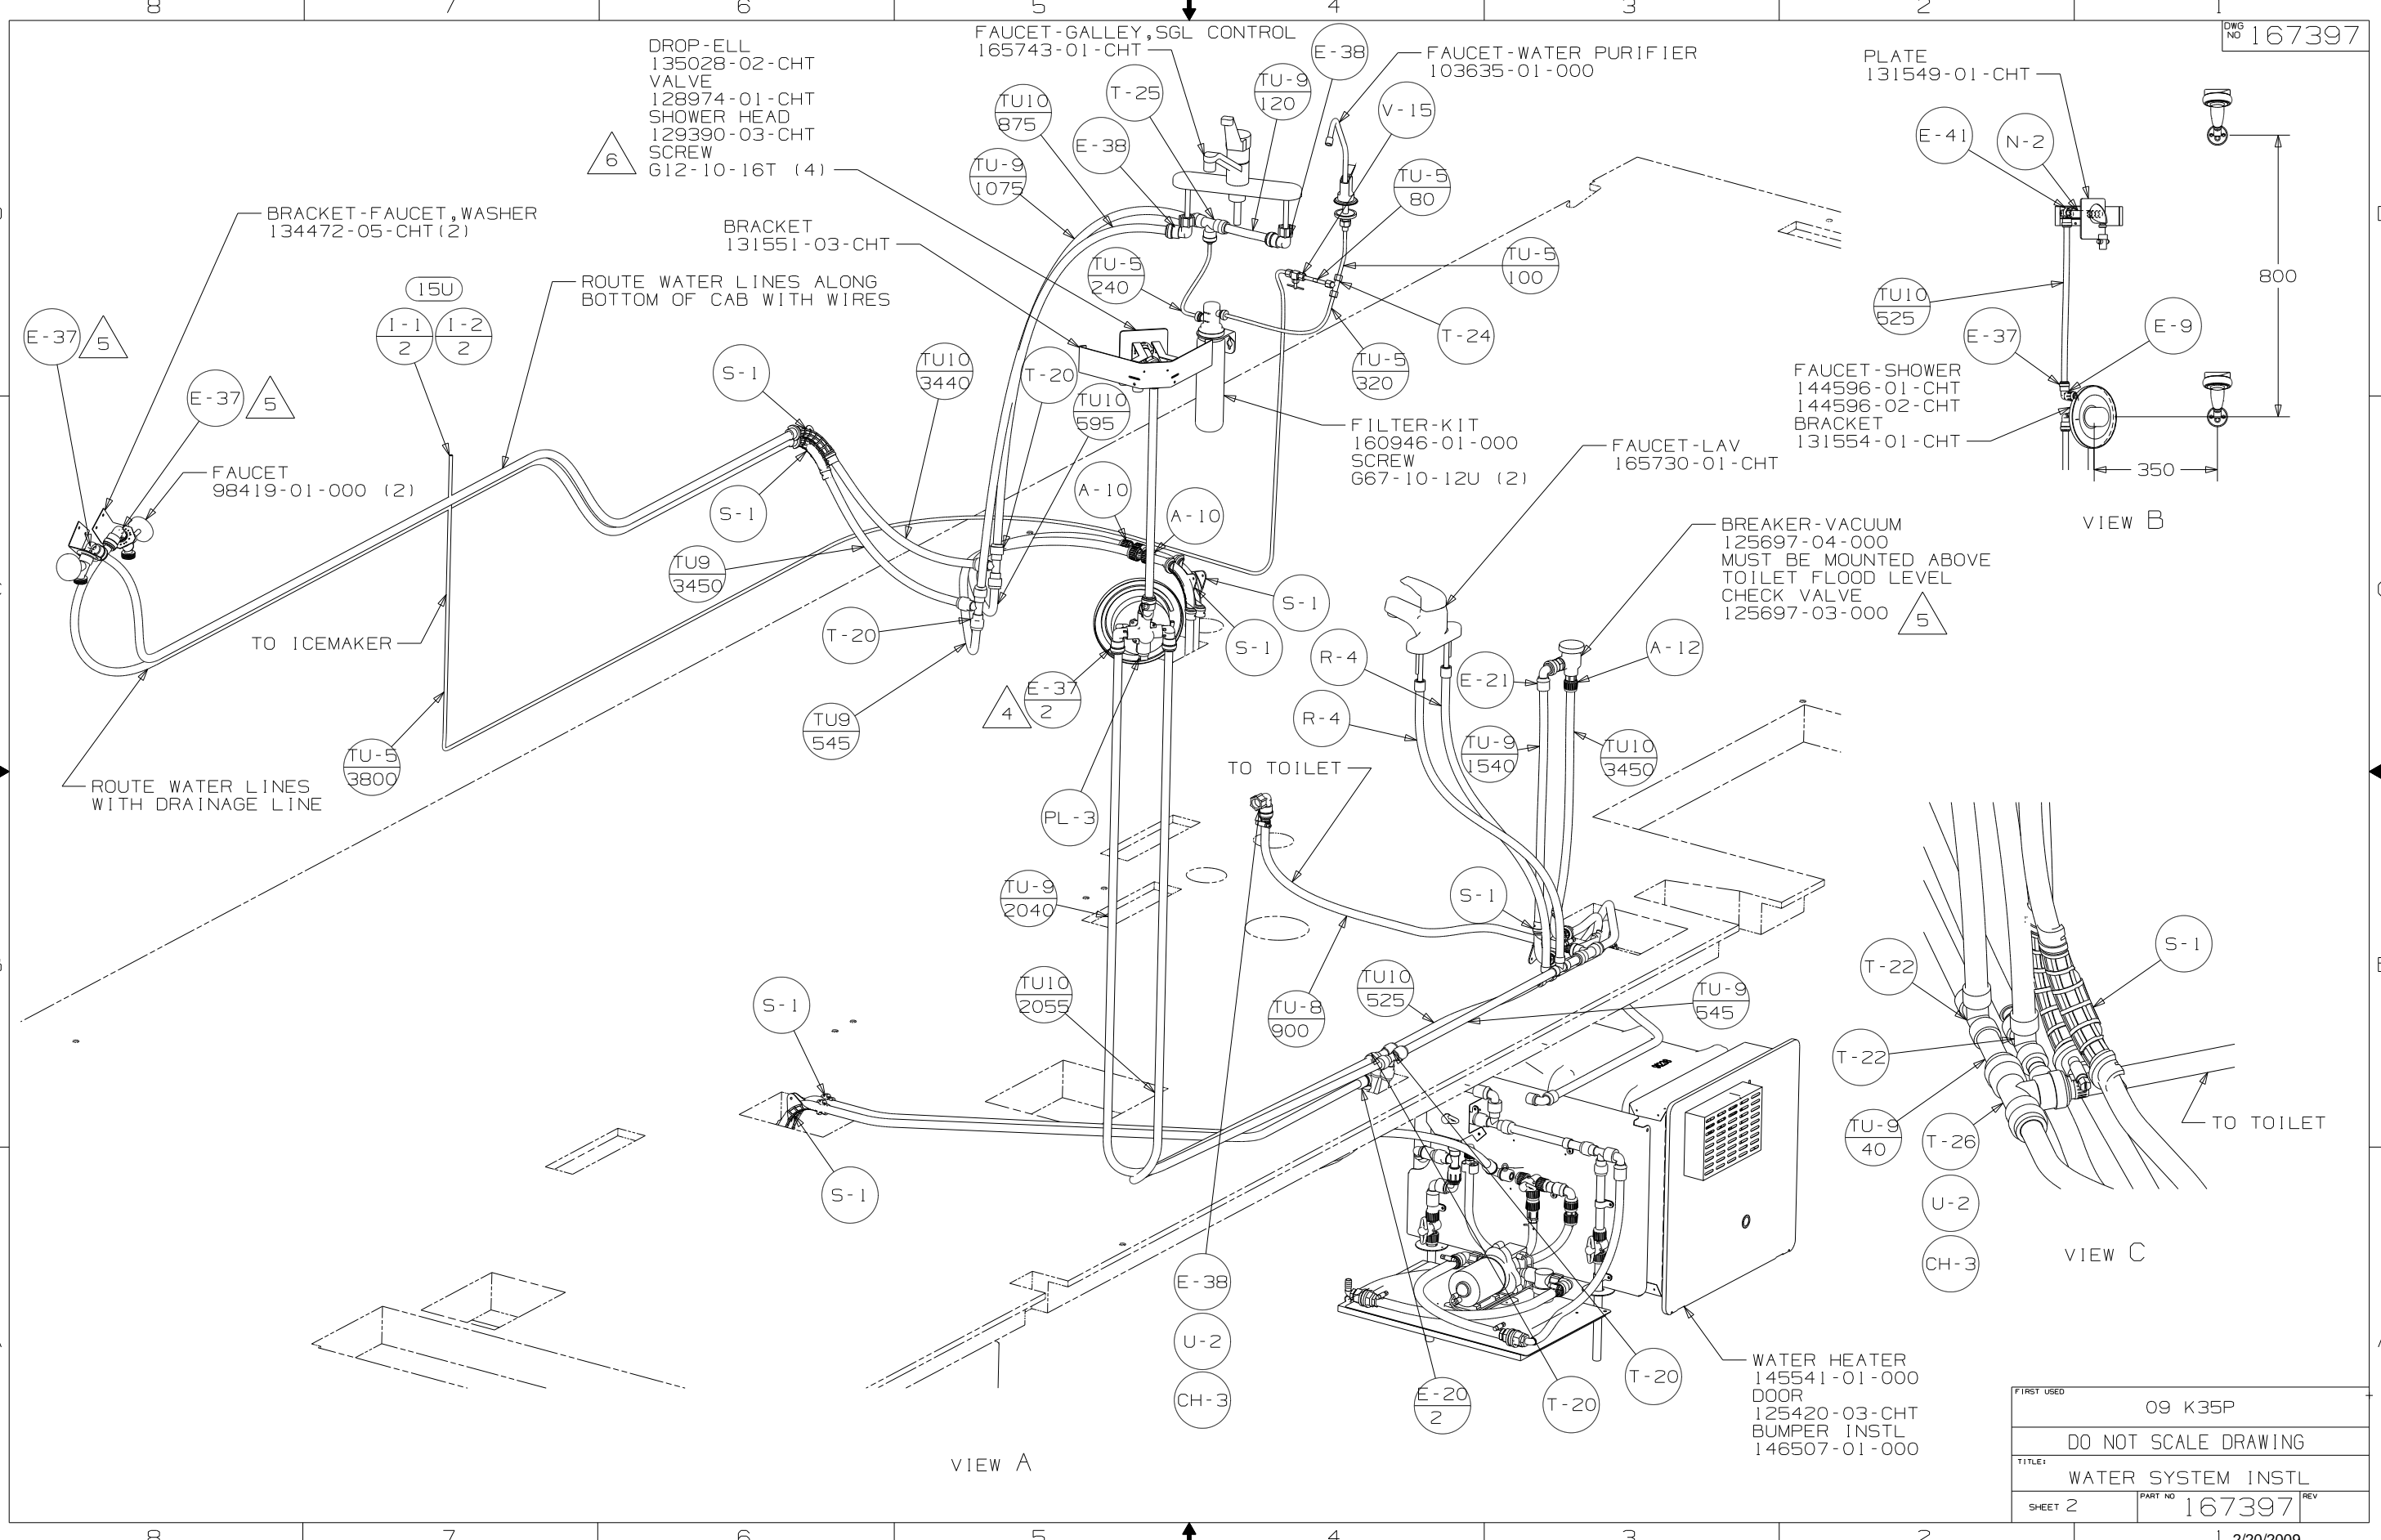 8 7 6 5 4 3 2 1
DWG NO 167397
DROP-ELL
135028-02-CHT
VALVE
128974-01-CHT
SHOWER HEAD
129390-03-CHT
SCREW
G12-10-16T (4)
6
FAUCET-GALLEY,SGL CONTROL
165743-01-CHT
E-38
FAUCET-WATER PURIFIER
103635-01-000
TU-9
120
T-25
TU10
875
V-15
E-38
TU-9
1075
TU-5
80
PLATE
131549-01-CHT
E-41
N-2
D
D
BRACKET-FAUCET,WASHER
134472-05-CHT(2)
BRACKET
131551-03-CHT
TU-5
240
TU-5
100
800
15U
ROUTE WATER LINES ALONG
BOTTOM OF CAB WITH WIRES
I-1
2
I-2
2
E-37
5
T-24
TU10
525
E-37
E-9
S-1
TU10
3440
T-20
TU-5
320
FAUCET-SHOWER
144596-01-CHT
144596-02-CHT
BRACKET
131554-01-CHT
E-37
5
TU10
595
FILTER-KIT
160946-01-000
SCREW
G67-10-12U (2)
FAUCET-LAV
165730-01-CHT
350
FAUCET
98419-01-000 (2)
A-10
S-1
A-10
VIEW B
BREAKER-VACUUM
125697-04-000
MUST BE MOUNTED ABOVE
TOILET FLOOD LEVEL
CHECK VALVE
125697-03-000
5
TU9
3450
S-1
TO ICEMAKER
T-20
S-1
A-12
R-4
E-21
E-37
2
4
R-4
TU9
545
TU-5
3800
TU-9
1540
TU10
3450
TO TOILET
ROUTE WATER LINES
WITH DRAINAGE LINE
PL-3
TU-9
2040
S-1
S-1
T-22
TU10
2055
S-1
TU-8
900
TU10
525
TU-9
545
T-22
TO TOILET
TU-9
40
T-26
S-1
U-2
CH-3
VIEW C
E-38
U-2
CH-3
E-20
2
T-20
T-20
WATER HEATER
145541-01-000
DOOR
125420-03-CHT
BUMPER INSTL
146507-01-000
VIEW A
FIRST USED
09 K35P
DO NOT SCALE DRAWING
TITLE:
WATER SYSTEM INSTL
SHEET 2
PART NO 167397
REV
8 7 6 5 4 3 2 1
2/20/2009